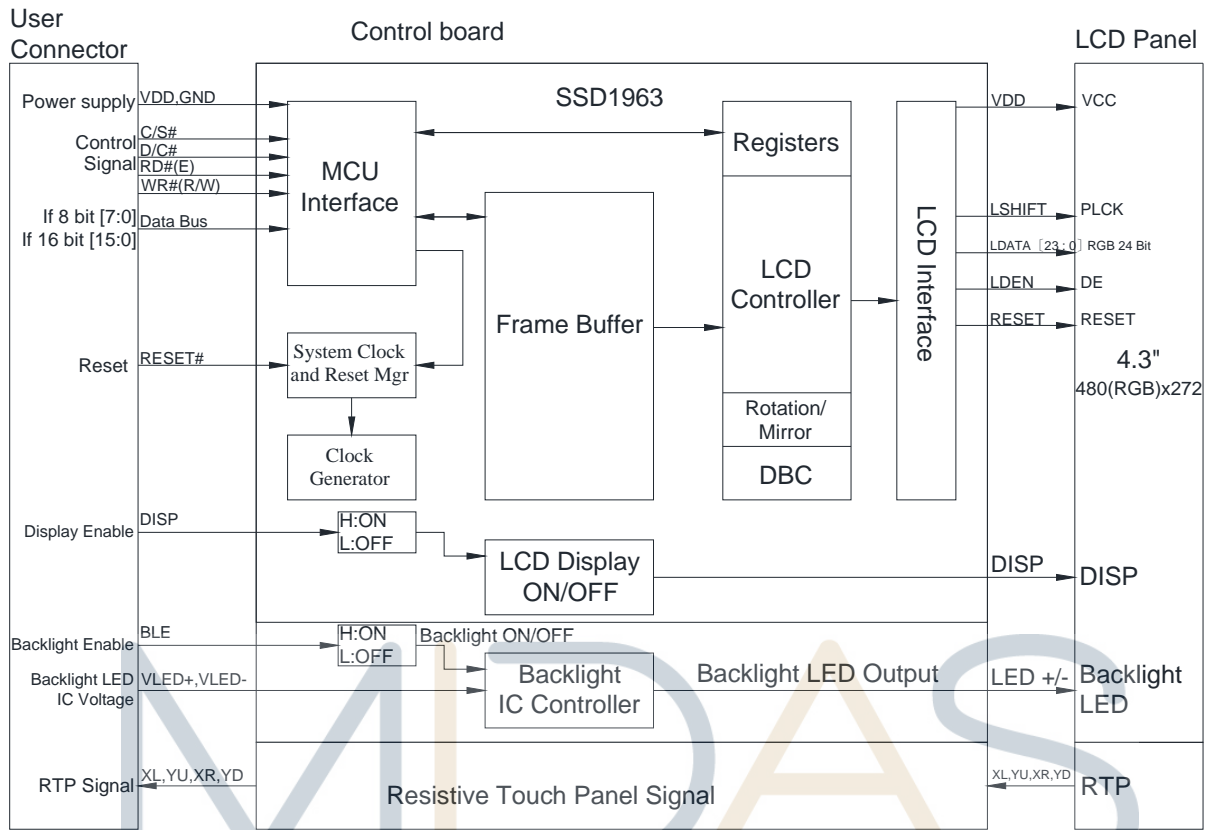 User
Connector
Control board
LCD Panel
Power supply
VDD,GND
Control
Signal
C/S#
D/C#
RD#(E)
WR#(R/W)
If 8 bit [7:0]
If 16 bit [15:0]
Data Bus
Reset
RESET#
Display Enable
DISP
Backlight Enable
BLE
Backlight LED
IC Voltage
VLED+,VLED-
RTP Signal
XL,YU,XR,YD
SSD1963
MCU
Interface
System Clock
and Reset Mgr
Clock
Generator
Frame Buffer
Registers
LCD
Controller
Rotation/
Mirror
DBC
LCD Interface
H:ON
L:OFF
LCD Display
ON/OFF
H:ON
L:OFF
Backlight ON/OFF
Backlight
IC Controller
Backlight LED Output
Resistive Touch Panel Signal
VDD
VCC
LSHIFT
PLCK
LDATA [23:0] RGB 24 Bit
LDEN
DE
RESET
RESET
4.3"
480(RGB)x272
DISP
DISP
LED +/-
Backlight
LED
XL,YU,XR,YD
RTP
MIDAS